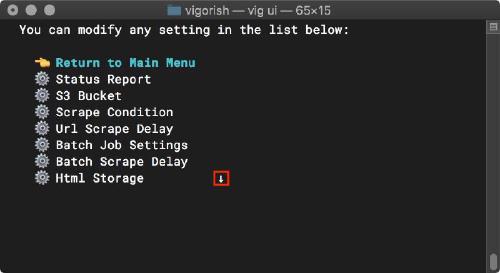 vigorish — vig ui — 65×15
You can modify any setting in the list below:
Return to Main Menu
Status Report
S3 Bucket
Scrape Condition
Url Scrape Delay
Batch Job Settings
Batch Scrape Delay
Html Storage ↓